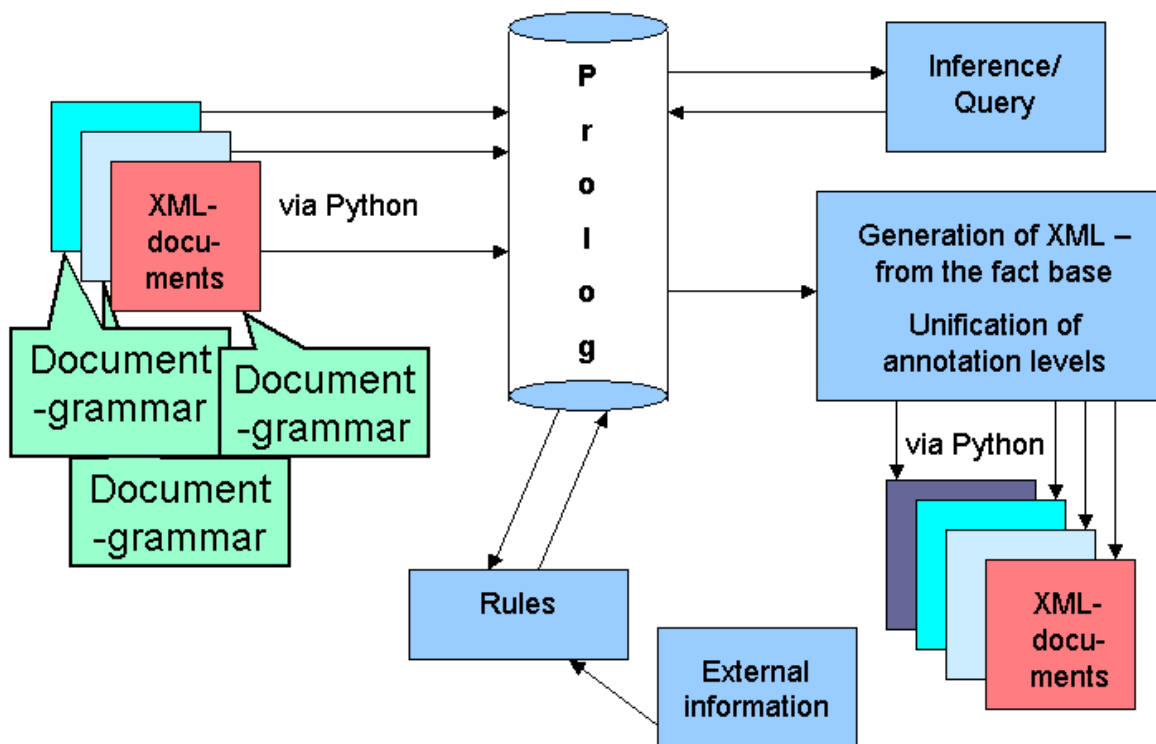 P
r
o
l
o
g
Inference/
Query
XML-
docu-
ments
via Python
Document
-grammar
Document
-grammar
Document
-grammar
Generation of XML –
from the fact base
Unification of
annotation levels
via Python
XML-
docu-
ments
Rules
External
information